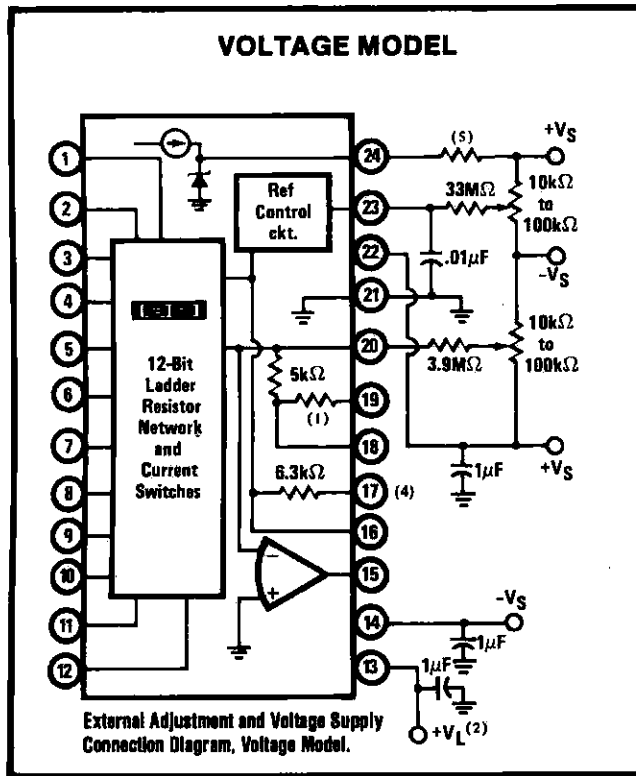 VOLTAGE MODEL
1
2
3
4
5
6
7
8
9
10
11
12
Ref
Control
ckt.
12-Bit
Ladder
Resistor
Network
and
Current
Switches
5kΩ
(1)
6.3kΩ
−
+
24
23
22
21
20
19
18
17 (4)
16
15
14
13
(5)
+VS
33MΩ
10kΩ
to
100kΩ
.01µF
-VS
3.9MΩ
10kΩ
to
100kΩ
1µF
+VS
-VS
1µF
1µF
+VL(2)
External Adjustment and Voltage Supply
Connection Diagram, Voltage Model.